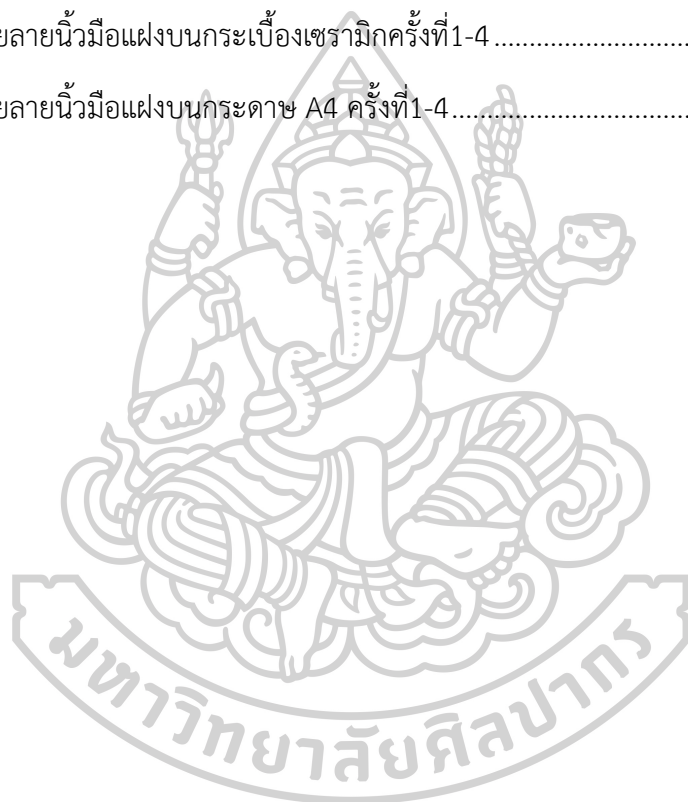 ยลายนิ้วมือแฝงบนกระเบื้องเซรามิกครั้งที่1-4.............................
ยลายนิ้วมือแฝงบนกระดาษ A4 ครั้งที่1-4..................................
มหาวิทยาลัยศิลปากร